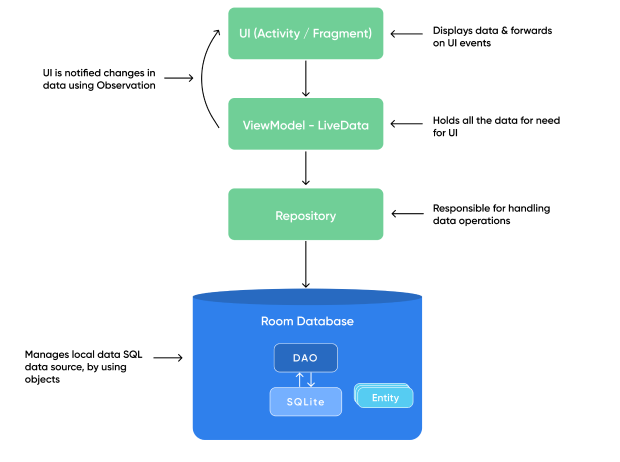 UI (Activity / Fragment)
Displays data & forwards
on UI events
UI is notified changes in
data using Observation
ViewModel - LiveData
Holds all the data for need
for UI
Repository
Responsible for handling
data operations
Room Database
Manages local data SQL
data source, by using
objects
DAO
SQLite
Entity